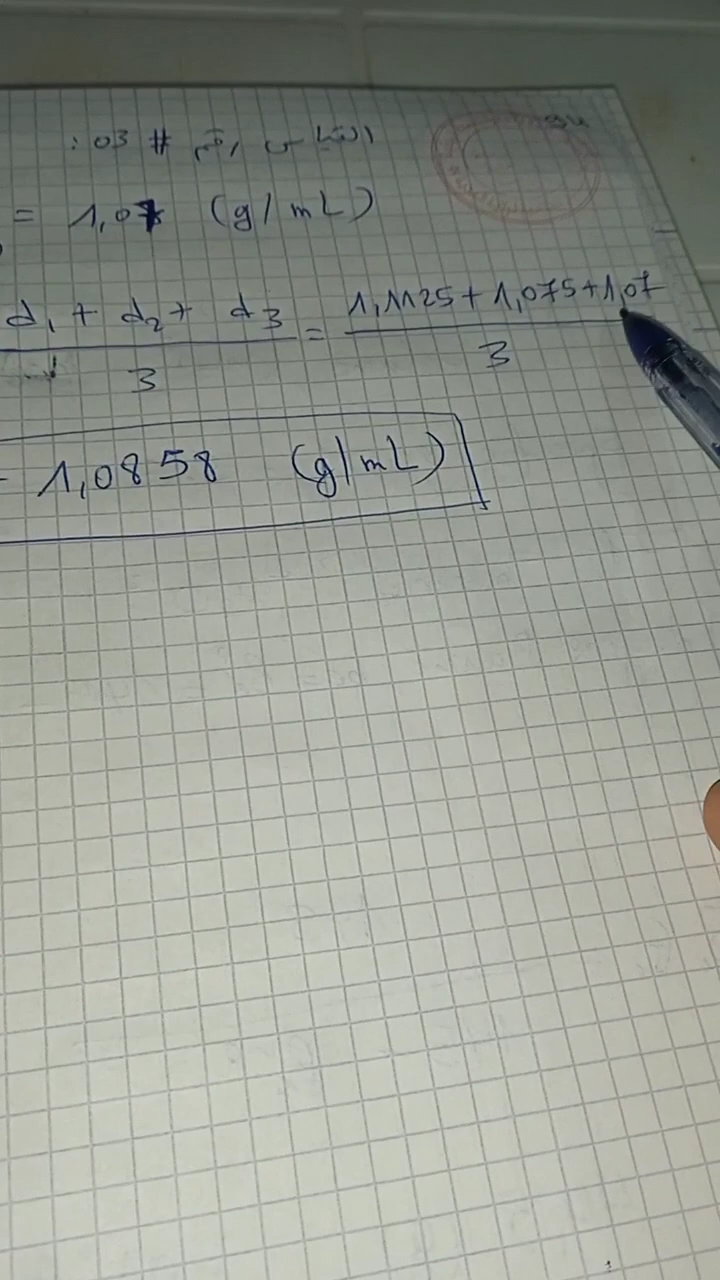 القياس رقم # 03 :
= 1,07 (g/mL)
d₁ + d₂ + d₃ / 3 = 1,1125 + 1,075 + 1,07 / 3
1,0858 (g/mL)